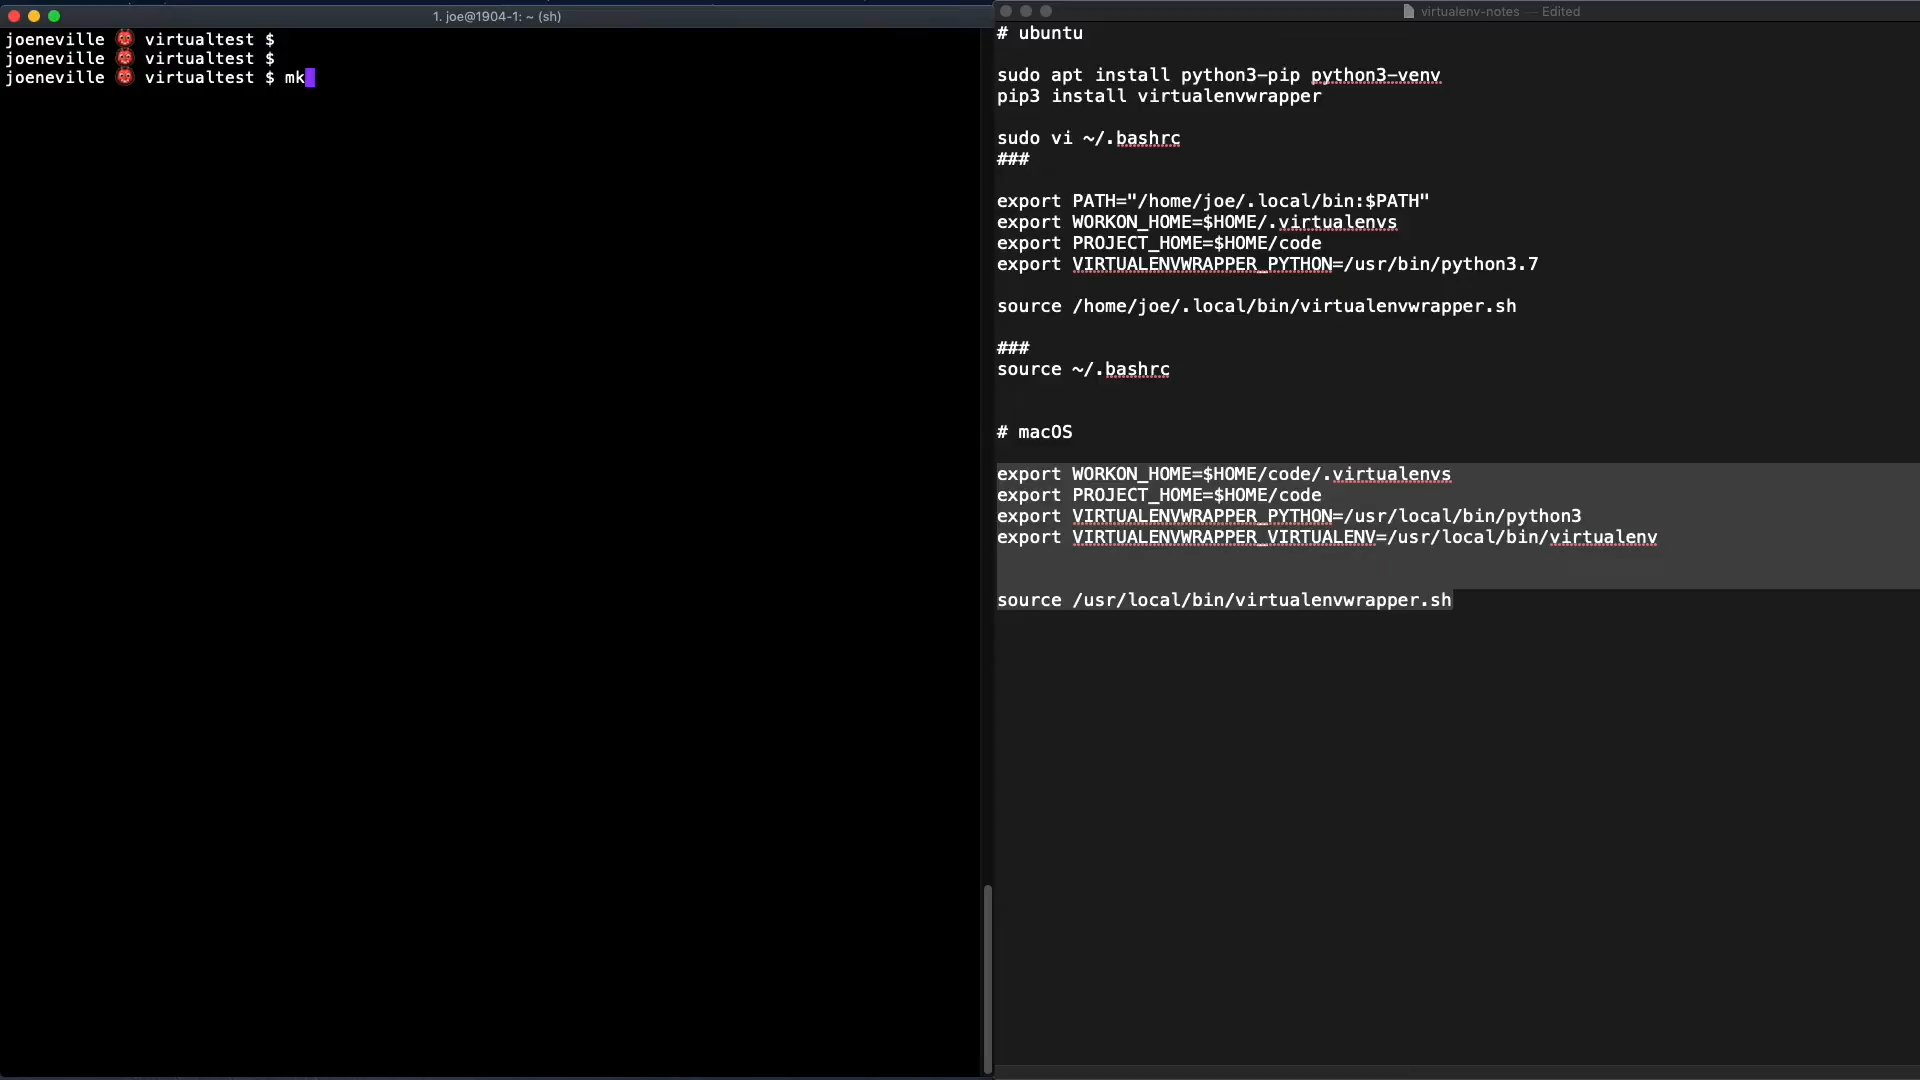 1. joe@1904-1: ~ (sh)
joeneville 👹 virtualtest $
joeneville 👹 virtualtest $
joeneville 👹 virtualtest $ mk
virtualenv-notes — Edited
# ubuntu
sudo apt install python3-pip python3-venv
pip3 install virtualenvwrapper
sudo vi ~/.bashrc
###
export PATH="/home/joe/.local/bin:$PATH"
export WORKON_HOME=$HOME/.virtualenvs
export PROJECT_HOME=$HOME/code
export VIRTUALENVWRAPPER_PYTHON=/usr/bin/python3.7
source /home/joe/.local/bin/virtualenvwrapper.sh
###
source ~/.bashrc
# macOS
export WORKON_HOME=$HOME/code/.virtualenvs
export PROJECT_HOME=$HOME/code
export VIRTUALENVWRAPPER_PYTHON=/usr/local/bin/python3
export VIRTUALENVWRAPPER_VIRTUALENV=/usr/local/bin/virtualenv
source /usr/local/bin/virtualenvwrapper.sh